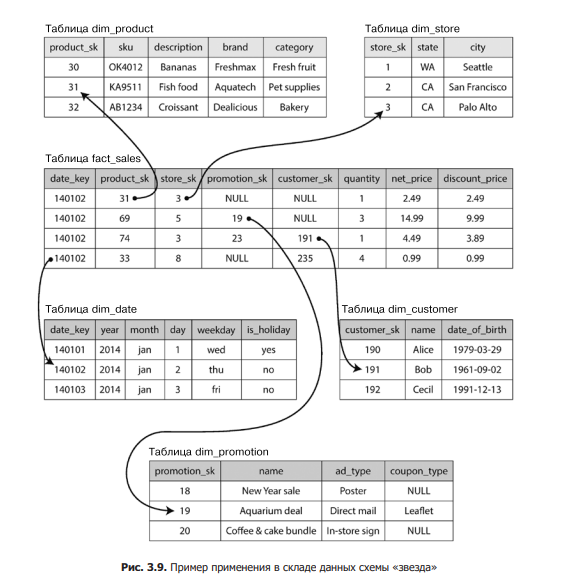 Таблица dim_product
product_sk sku description brand category
30 OK4012 Bananas Freshmax Fresh fruit
31 KA9511 Fish food Aquatech Pet supplies
32 AB1234 Croissant Dealicious Bakery
Таблица dim_store
store_sk state city
1 WA Seattle
2 CA San Francisco
3 CA Palo Alto
Таблица fact_sales
date_key product_sk store_sk promotion_sk customer_sk quantity net_price discount_price
140102 31 3 NULL NULL 1 2.49 2.49
140102 69 5 19 NULL 3 14.99 9.99
140102 74 3 23 191 1 4.49 3.89
140102 33 8 NULL 235 4 0.99 0.99
Таблица dim_date
date_key year month day weekday is_holiday
140101 2014 jan 1 wed yes
140102 2014 jan 2 thu no
140103 2014 jan 3 fri no
Таблица dim_customer
customer_sk name date_of_birth
190 Alice 1979-03-29
191 Bob 1961-09-02
192 Cecil 1991-12-13
Таблица dim_promotion
promotion_sk name ad_type coupon_type
18 New Year sale Poster NULL
19 Aquarium deal Direct mail Leaflet
20 Coffee & cake bundle In-store sign NULL
Рис. 3.9. Пример применения в складе данных схемы «звезда»